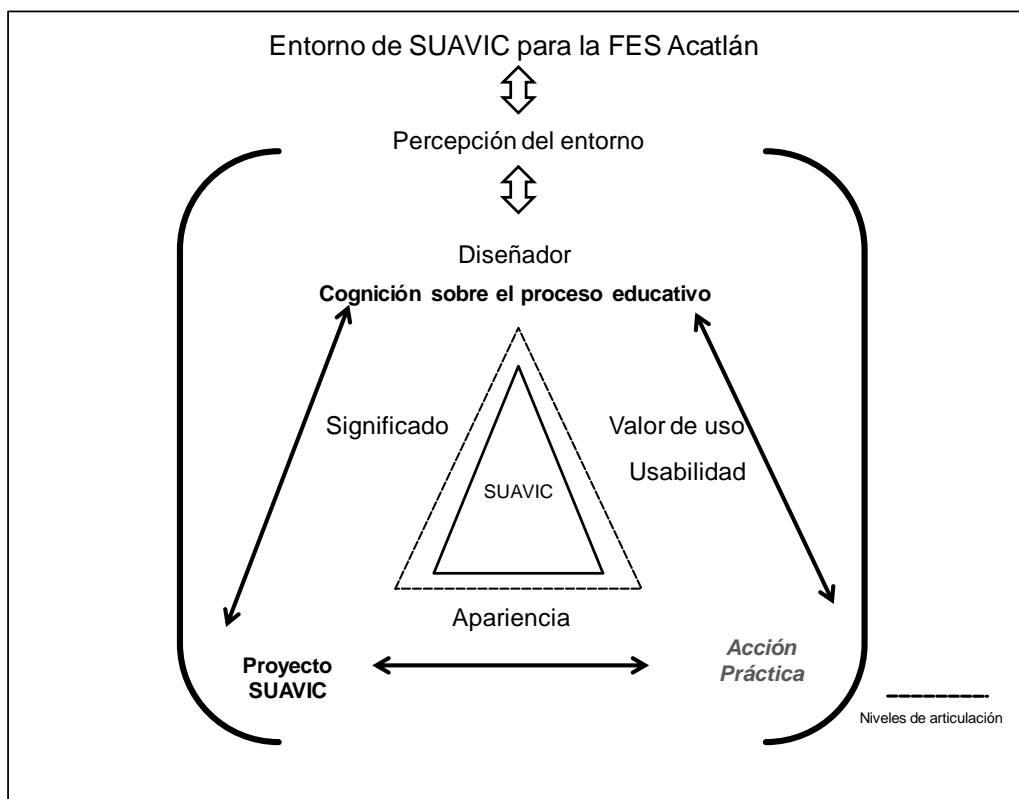 Entorno de SUAVIC para la FES Acatlán
Percepción del entorno
Diseñador
Cognición sobre el proceso educativo
Significado
Valor de uso
Usabilidad
SUAVIC
Apariencia
Proyecto
SUAVIC
Acción
Práctica
Niveles de articulación